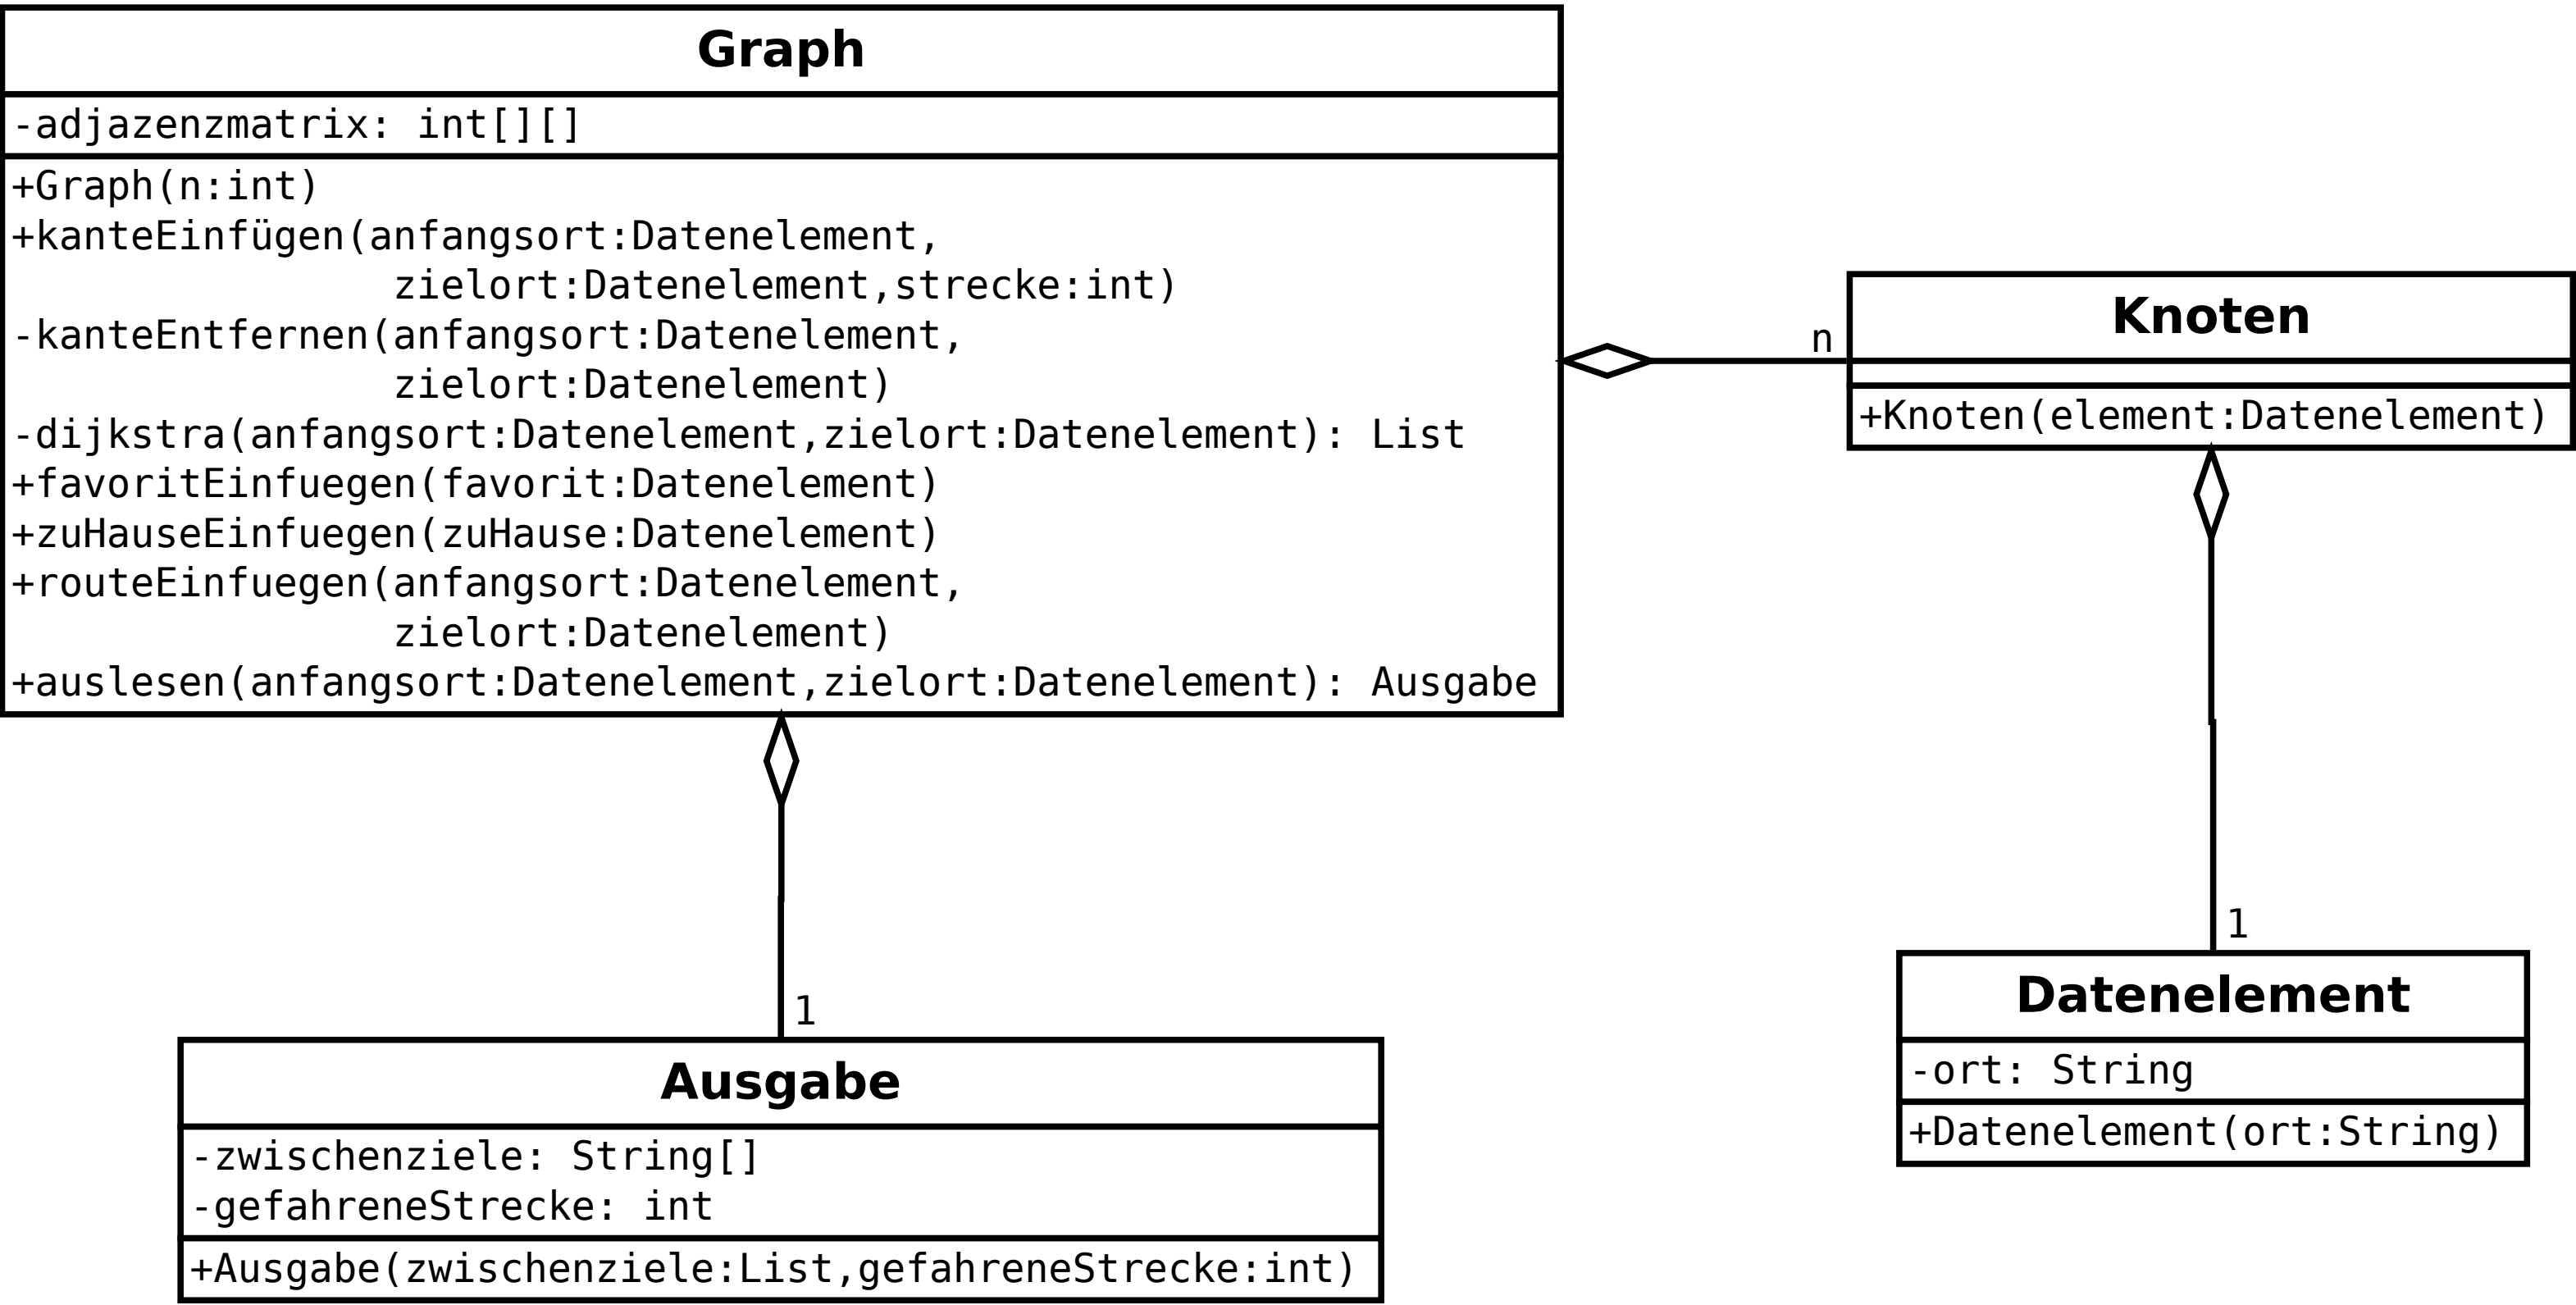 Graph
-adjazenzmatrix: int[][]
+Graph(n:int)
+kanteEinfügen(anfangsort:Datenelement,
zielort:Datenelement,strecke:int)
-kanteEntfernen(anfangsort:Datenelement,
zielort:Datenelement)
-dijkstra(anfangsort:Datenelement,zielort:Datenelement): List
+favoritEinfuegen(favorit:Datenelement)
+zuHauseEinfuegen(zuHause:Datenelement)
+routeEinfuegen(anfangsort:Datenelement,
zielort:Datenelement)
+auslesen(anfangsort:Datenelement,zielort:Datenelement): Ausgabe
n
Knoten
+Knoten(element:Datenelement)
1
Datenelement
-ort: String
+Datenelement(ort:String)
1
Ausgabe
-zwischenziele: String[]
-gefahreneStrecke: int
+Ausgabe(zwischenziele:List,gefahreneStrecke:int)